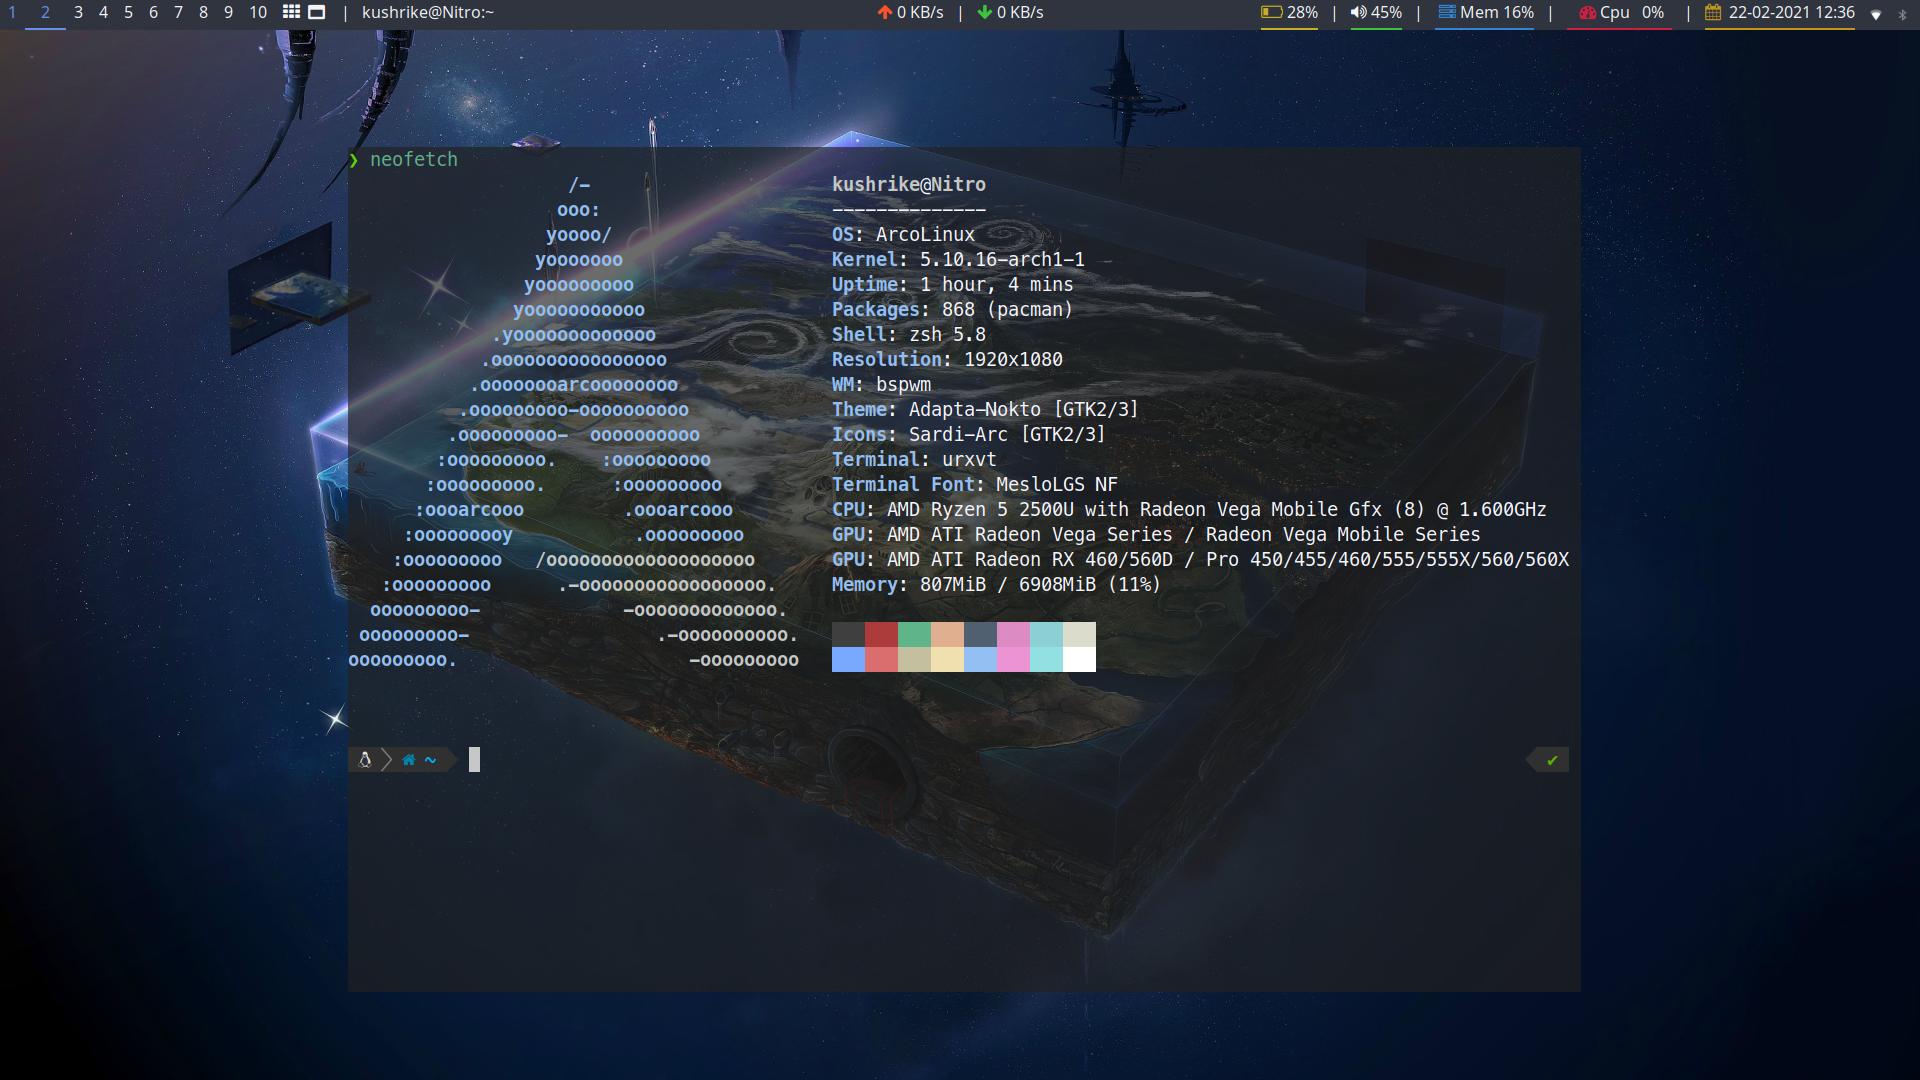 1 2 3 4 5 6 7 8 9 10 | kushrike@Nitro:~ 0 KB/s | 0 KB/s 28% | 45% | Mem 16% | Cpu 0% | 22-02-2021 12:36
❯ neofetch
/- kushrike@Nitro
ooo: --------------
yoooo/ OS: ArcoLinux
yooooooo Kernel: 5.10.16-arch1-1
yooooooooo Uptime: 1 hour, 4 mins
yooooooooooo Packages: 868 (pacman)
.yooooooooooooo Shell: zsh 5.8
.oooooooooooooooo Resolution: 1920x1080
.oooooooarcoooooooo WM: bspwm
.ooooooooo-oooooooooo Theme: Adapta-Nokto [GTK2/3]
.ooooooooo-  oooooooooo Icons: Sardi-Arc [GTK2/3]
:ooooooooo.    :ooooooooo Terminal: urxvt
:ooooooooo.      :ooooooooo Terminal Font: MesloLGS NF
:oooarcooo         .oooarcooo CPU: AMD Ryzen 5 2500U with Radeon Vega Mobile Gfx (8) @ 1.600GHz
:ooooooooy           .ooooooooo GPU: AMD ATI Radeon Vega Series / Radeon Vega Mobile Series
:ooooooooo   /ooooooooooooooooooo GPU: AMD ATI Radeon RX 460/560D / Pro 450/455/460/555/555X/560/560X
:ooooooooo      .-ooooooooooooooooo. Memory: 807MiB / 6908MiB (11%)
ooooooooo-             -ooooooooooooo.
ooooooooo-                 .-oooooooooo.
ooooooooo.                     -ooooooooo
~ ✔